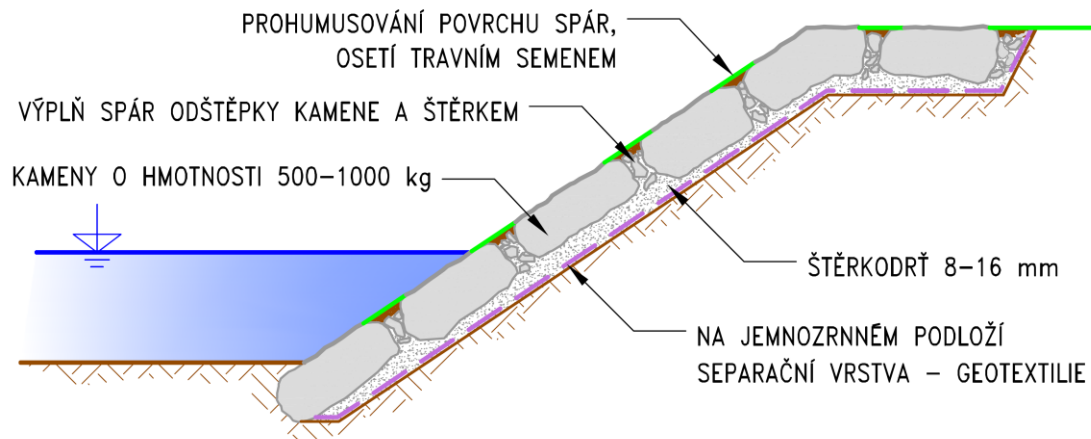 PROHUMUSOVÁNÍ POVRCHU SPÁR,
OSETÍ TRAVNÍM SEMENEM
VÝPLŇ SPÁR ODŠTĚPKY KAMENE A ŠTĚRKEM
KAMENY O HMOTNOSTI 500–1000 kg
ŠTĚRKODRŤ 8–16 mm
NA JEMNOZRNNÉM PODLOŽÍ
SEPARAČNÍ VRSTVA – GEOTEXTILIE